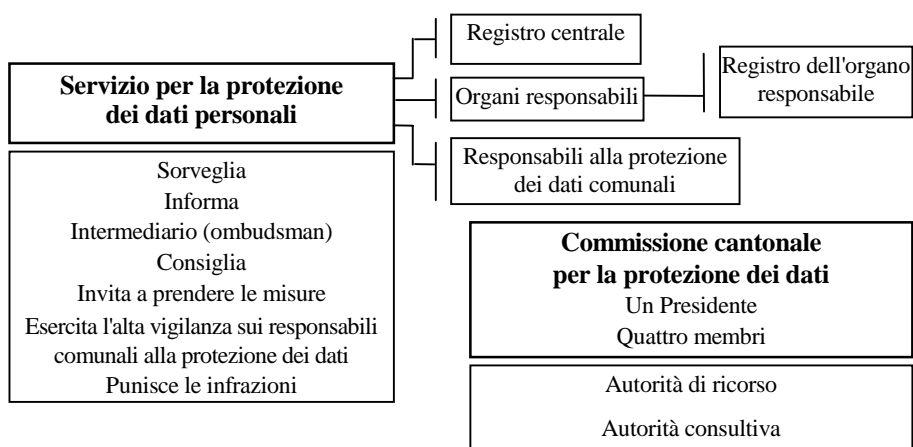 Servizio per la protezione
dei dati personali
Sorveglia
Informa
Intermediario (ombudsman)
Consiglia
Invita a prendere le misure
Esercita l'alta vigilanza sui responsabili
comunali alla protezione dei dati
Punisce le infrazioni
Registro centrale
Organi responsabili
Registro dell'organo
responsabile
Responsabili alla protezione
dei dati comunali
Commissione cantonale
per la protezione dei dati
Un Presidente
Quattro membri
Autorità di ricorso
Autorità consultiva